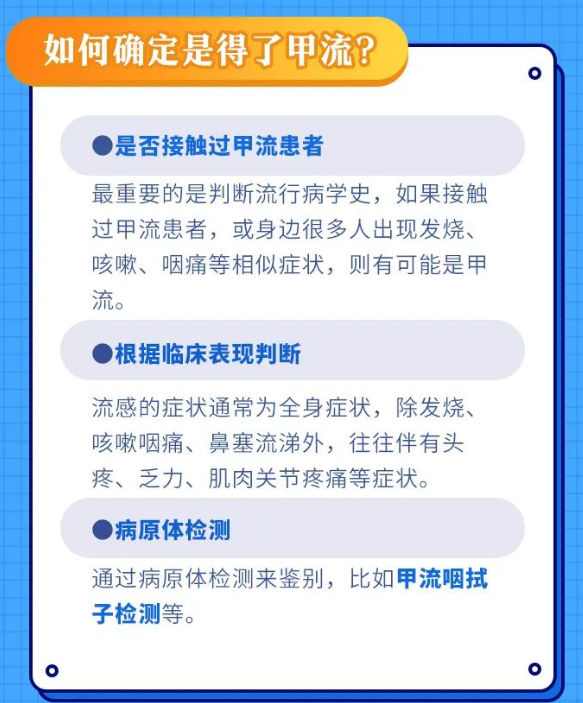 如何确定是得了甲流？
●是否接触过甲流患者
最重要的是判断流行病学史，如果接触
过甲流患者，或身边很多人出现发烧、
咳嗽、咽痛等相似症状，则有可能是甲
流。
●根据临床表现判断
流感的症状通常为全身症状，除发烧、
咳嗽咽痛、鼻塞流涕外，往往伴有头
疼、乏力、肌肉关节疼痛等症状。
●病原体检测
通过病原体检测来鉴别，比如甲流咽拭
子检测等。